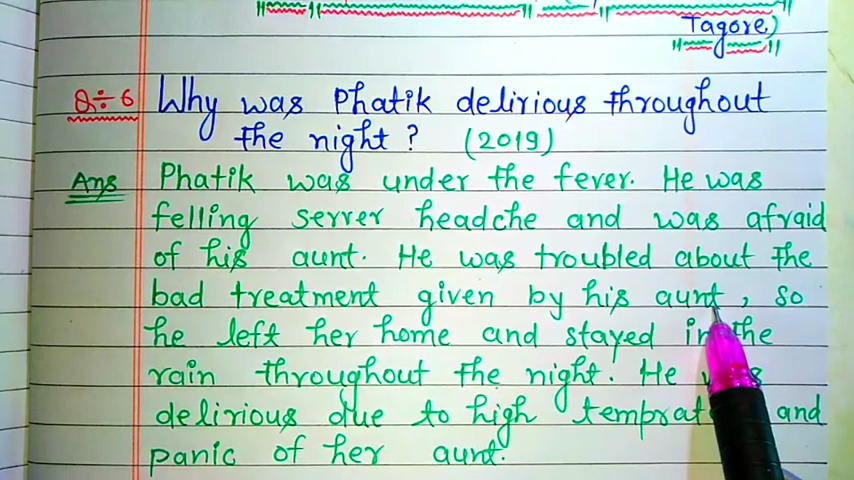 Tagore)
Q÷6 Why was Phatik delirious throughout
the night? (2019)
Ans Phatik was under the fever. He was
felling serrer headche and was afraid
of his aunt. He was troubled about the
bad treatment given by his aunt, so
he left her home and stayed in the
rain throughout the night. He
delirious due to high and
panic of her aunt.